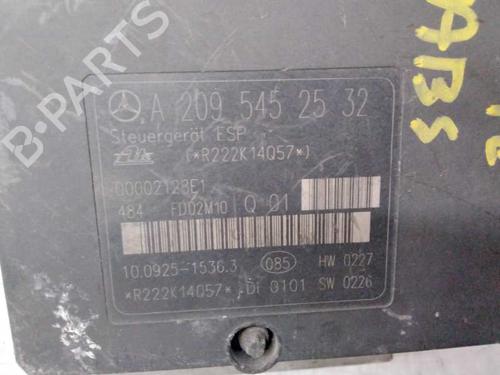 B-PARTS
ABS
A 209 545 25 32
Steuergerät ESP
(*R222K14057*)
00002128E1
484 FD02M10 Q 01
10.0925-1536.3 085 HW 0227
*R222K14057* Di 0101 SW 0226